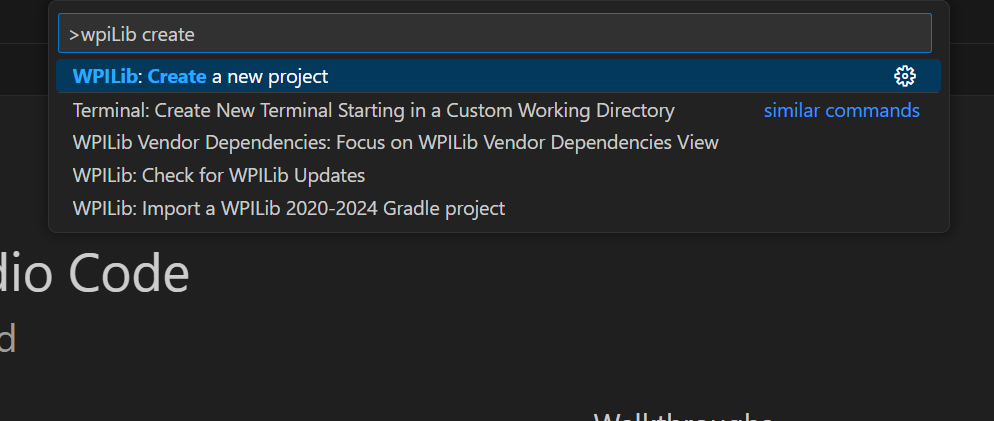 >wpiLib create
WPILib: Create a new project
Terminal: Create New Terminal Starting in a Custom Working Directory similar commands
WPILib Vendor Dependencies: Focus on WPILib Vendor Dependencies View
WPILib: Check for WPILib Updates
WPILib: Import a WPILib 2020-2024 Gradle project
dio Code
d
Walkthroughs